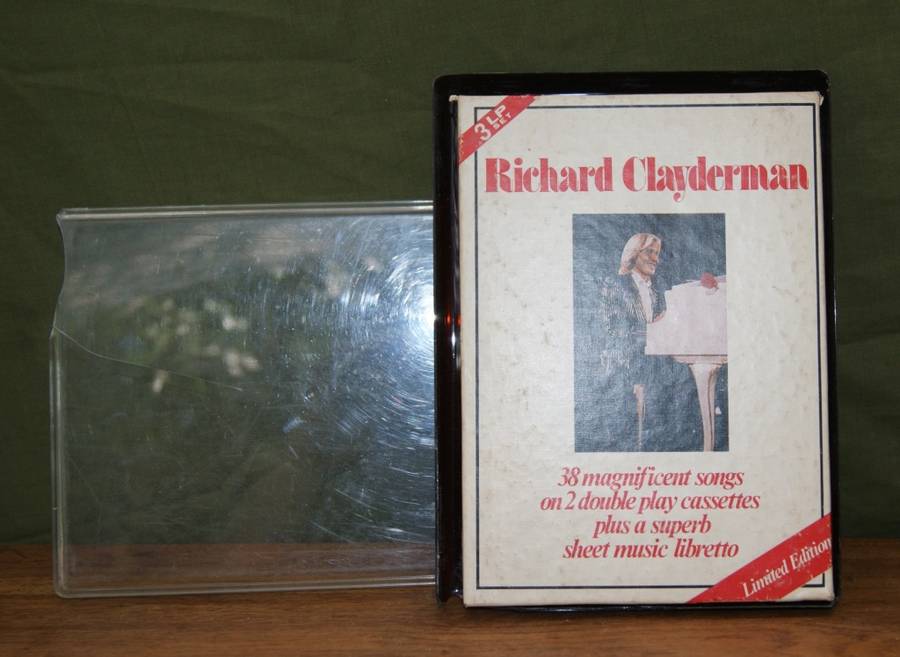 3 LP
SET
Richard Clayderman
38 magnificent songs
on 2 double play cassettes
plus a superb
sheet music libretto
Limited Edition